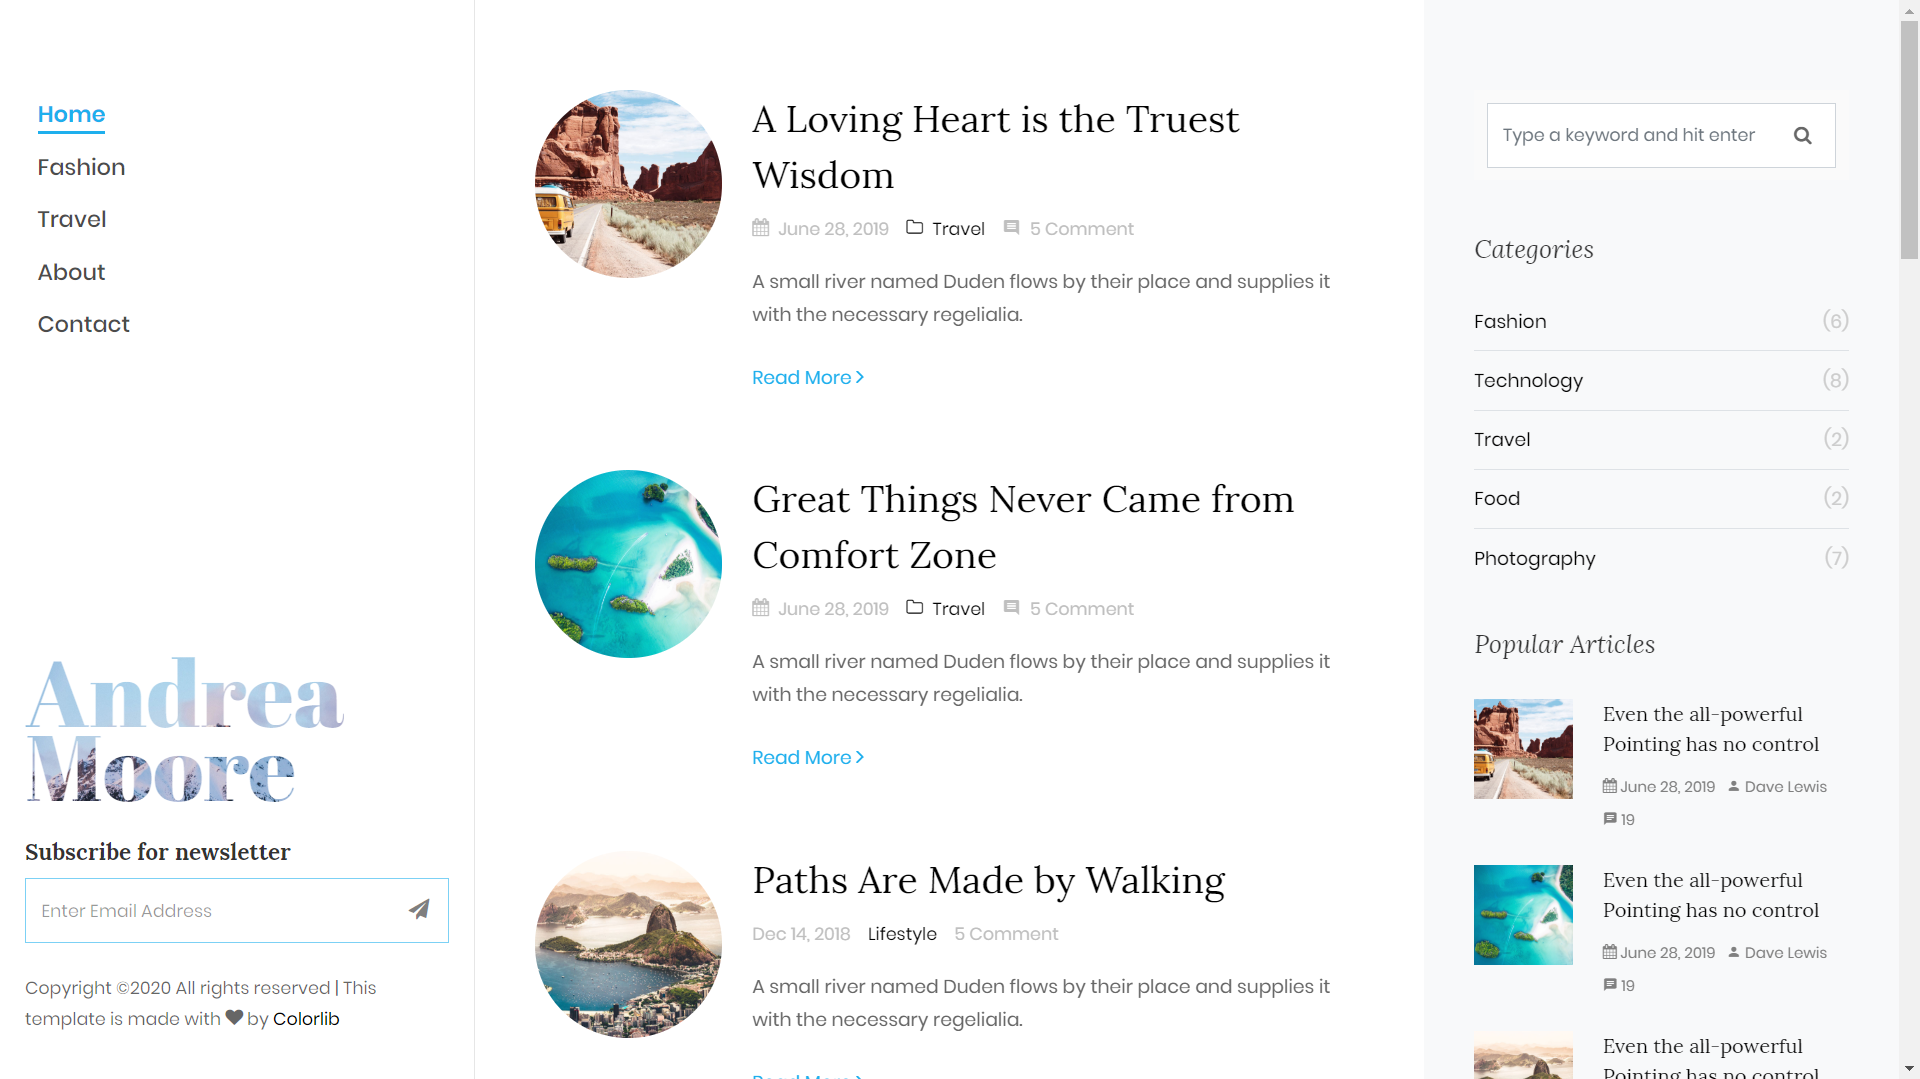 Home
Fashion
Travel
About
Contact
Andrea
Moore
Subscribe for newsletter
Enter Email Address
Copyright ©2020 All rights reserved | This
template is made with ♥ by Colorlib
A Loving Heart is the Truest
Wisdom
June 28, 2019 Travel 5 Comment
A small river named Duden flows by their place and supplies it
with the necessary regelialia.
Read More
Great Things Never Came from
Comfort Zone
June 28, 2019 Travel 5 Comment
A small river named Duden flows by their place and supplies it
with the necessary regelialia.
Read More
Paths Are Made by Walking
Dec 14, 2018 Lifestyle 5 Comment
A small river named Duden flows by their place and supplies it
with the necessary regelialia.
Read More
Type a keyword and hit enter
Categories
Fashion (6)
Technology (8)
Travel (2)
Food (2)
Photography (7)
Popular Articles
Even the all-powerful
Pointing has no control
June 28, 2019 Dave Lewis
19
Even the all-powerful
Pointing has no control
June 28, 2019 Dave Lewis
19
Even the all-powerful
Pointing has no control